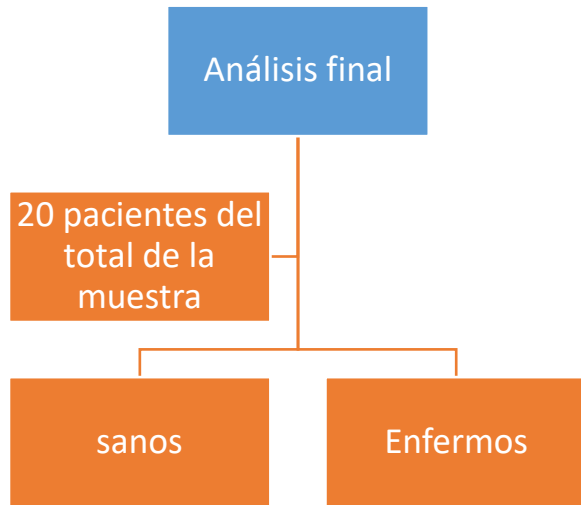 Análisis final
20 pacientes del
total de la
muestra
sanos
Enfermos